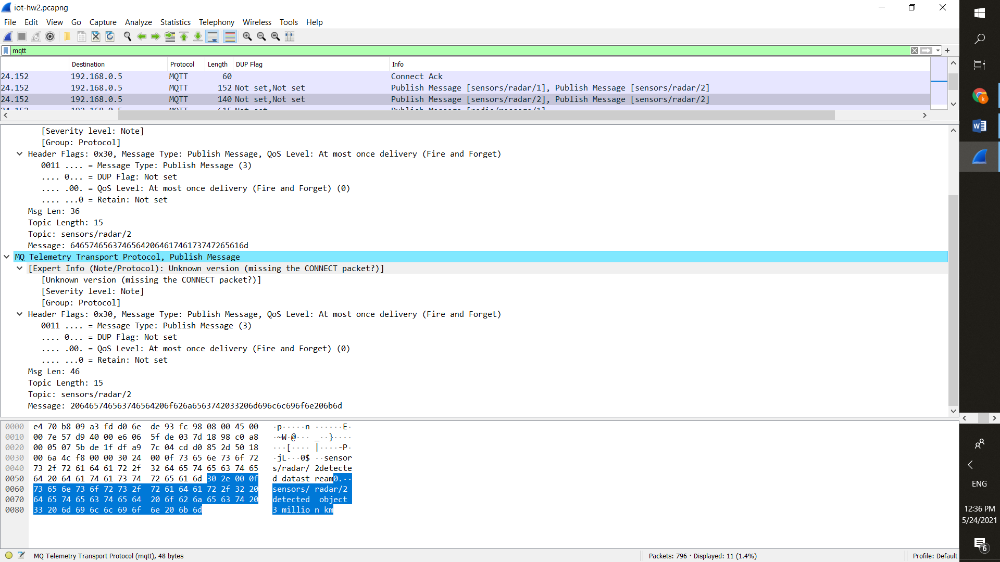 iot-hw2.pcapng
File Edit View Go Capture Analyze Statistics Telephony Wireless Tools Help
mqtt
Destination Protocol Length DUP Flag Info
24.152 192.168.0.5 MQTT 60 Connect Ack
24.152 192.168.0.5 MQTT 152 Not set,Not set Publish Message [sensors/radar/1], Publish Message [sensors/radar/2]
24.152 192.168.0.5 MQTT 140 Not set,Not set Publish Message [sensors/radar/2], Publish Message [sensors/radar/2]
24.152 192.168.0.5 MQTT 615 Not set
[Severity level: Note]
[Group: Protocol]
Header Flags: 0x30, Message Type: Publish Message, QoS Level: At most once delivery (Fire and Forget)
0011 .... = Message Type: Publish Message (3)
.... 0... = DUP Flag: Not set
.... .00. = QoS Level: At most once delivery (Fire and Forget) (0)
.... ...0 = Retain: Not set
Msg Len: 36
Topic Length: 15
Topic: sensors/radar/2
Message: 6465746563746564206461746173747265616d
MQ Telemetry Transport Protocol, Publish Message
[Expert Info (Note/Protocol): Unknown version (missing the CONNECT packet?)]
[Unknown version (missing the CONNECT packet?)]
[Severity level: Note]
[Group: Protocol]
Header Flags: 0x30, Message Type: Publish Message, QoS Level: At most once delivery (Fire and Forget)
0011 .... = Message Type: Publish Message (3)
.... 0... = DUP Flag: Not set
.... .00. = QoS Level: At most once delivery (Fire and Forget) (0)
.... ...0 = Retain: Not set
Msg Len: 46
Topic Length: 15
Topic: sensors/radar/2
Message: 206465746563746564206f626a6563742033206d696c6c696f6e206b6d
0000 e4 70 b8 09 a3 fd d0 6e de 93 fc 98 08 00 45 00 ·p·····n ······E·
0010 00 7e 57 d9 40 00 e6 06 5f de 03 7d 18 98 c0 a8 ·~W·@··· _··}····
0020 00 05 07 5b de 1f df a9 7c 04 cd d0 85 2d 50 18 ···[···· |····-P·
0030 00 6a 4c f8 00 00 30 24 00 0f 73 65 6e 73 6f 72 ·jL···0$ ··sensor
0040 73 2f 72 61 64 61 72 2f 32 64 65 74 65 63 74 65 s/radar/ 2detecte
0050 64 20 64 61 74 61 73 74 72 65 61 6d 30 2e 00 0f d datast ream0.··
0060 73 65 6e 73 6f 72 73 2f 72 61 64 61 72 2f 32 20 sensors/ radar/2
0070 64 65 74 65 63 74 65 64 20 6f 62 6a 65 63 74 20 detected object
0080 33 20 6d 69 6c 6c 69 6f 6e 20 6b 6d 3 millio n km
MQ Telemetry Transport Protocol (mqtt), 48 bytes
Packets: 796 · Displayed: 11 (1.4%)
Profile: Default
k
W
ENG
12:36 PM
5/24/2021
6